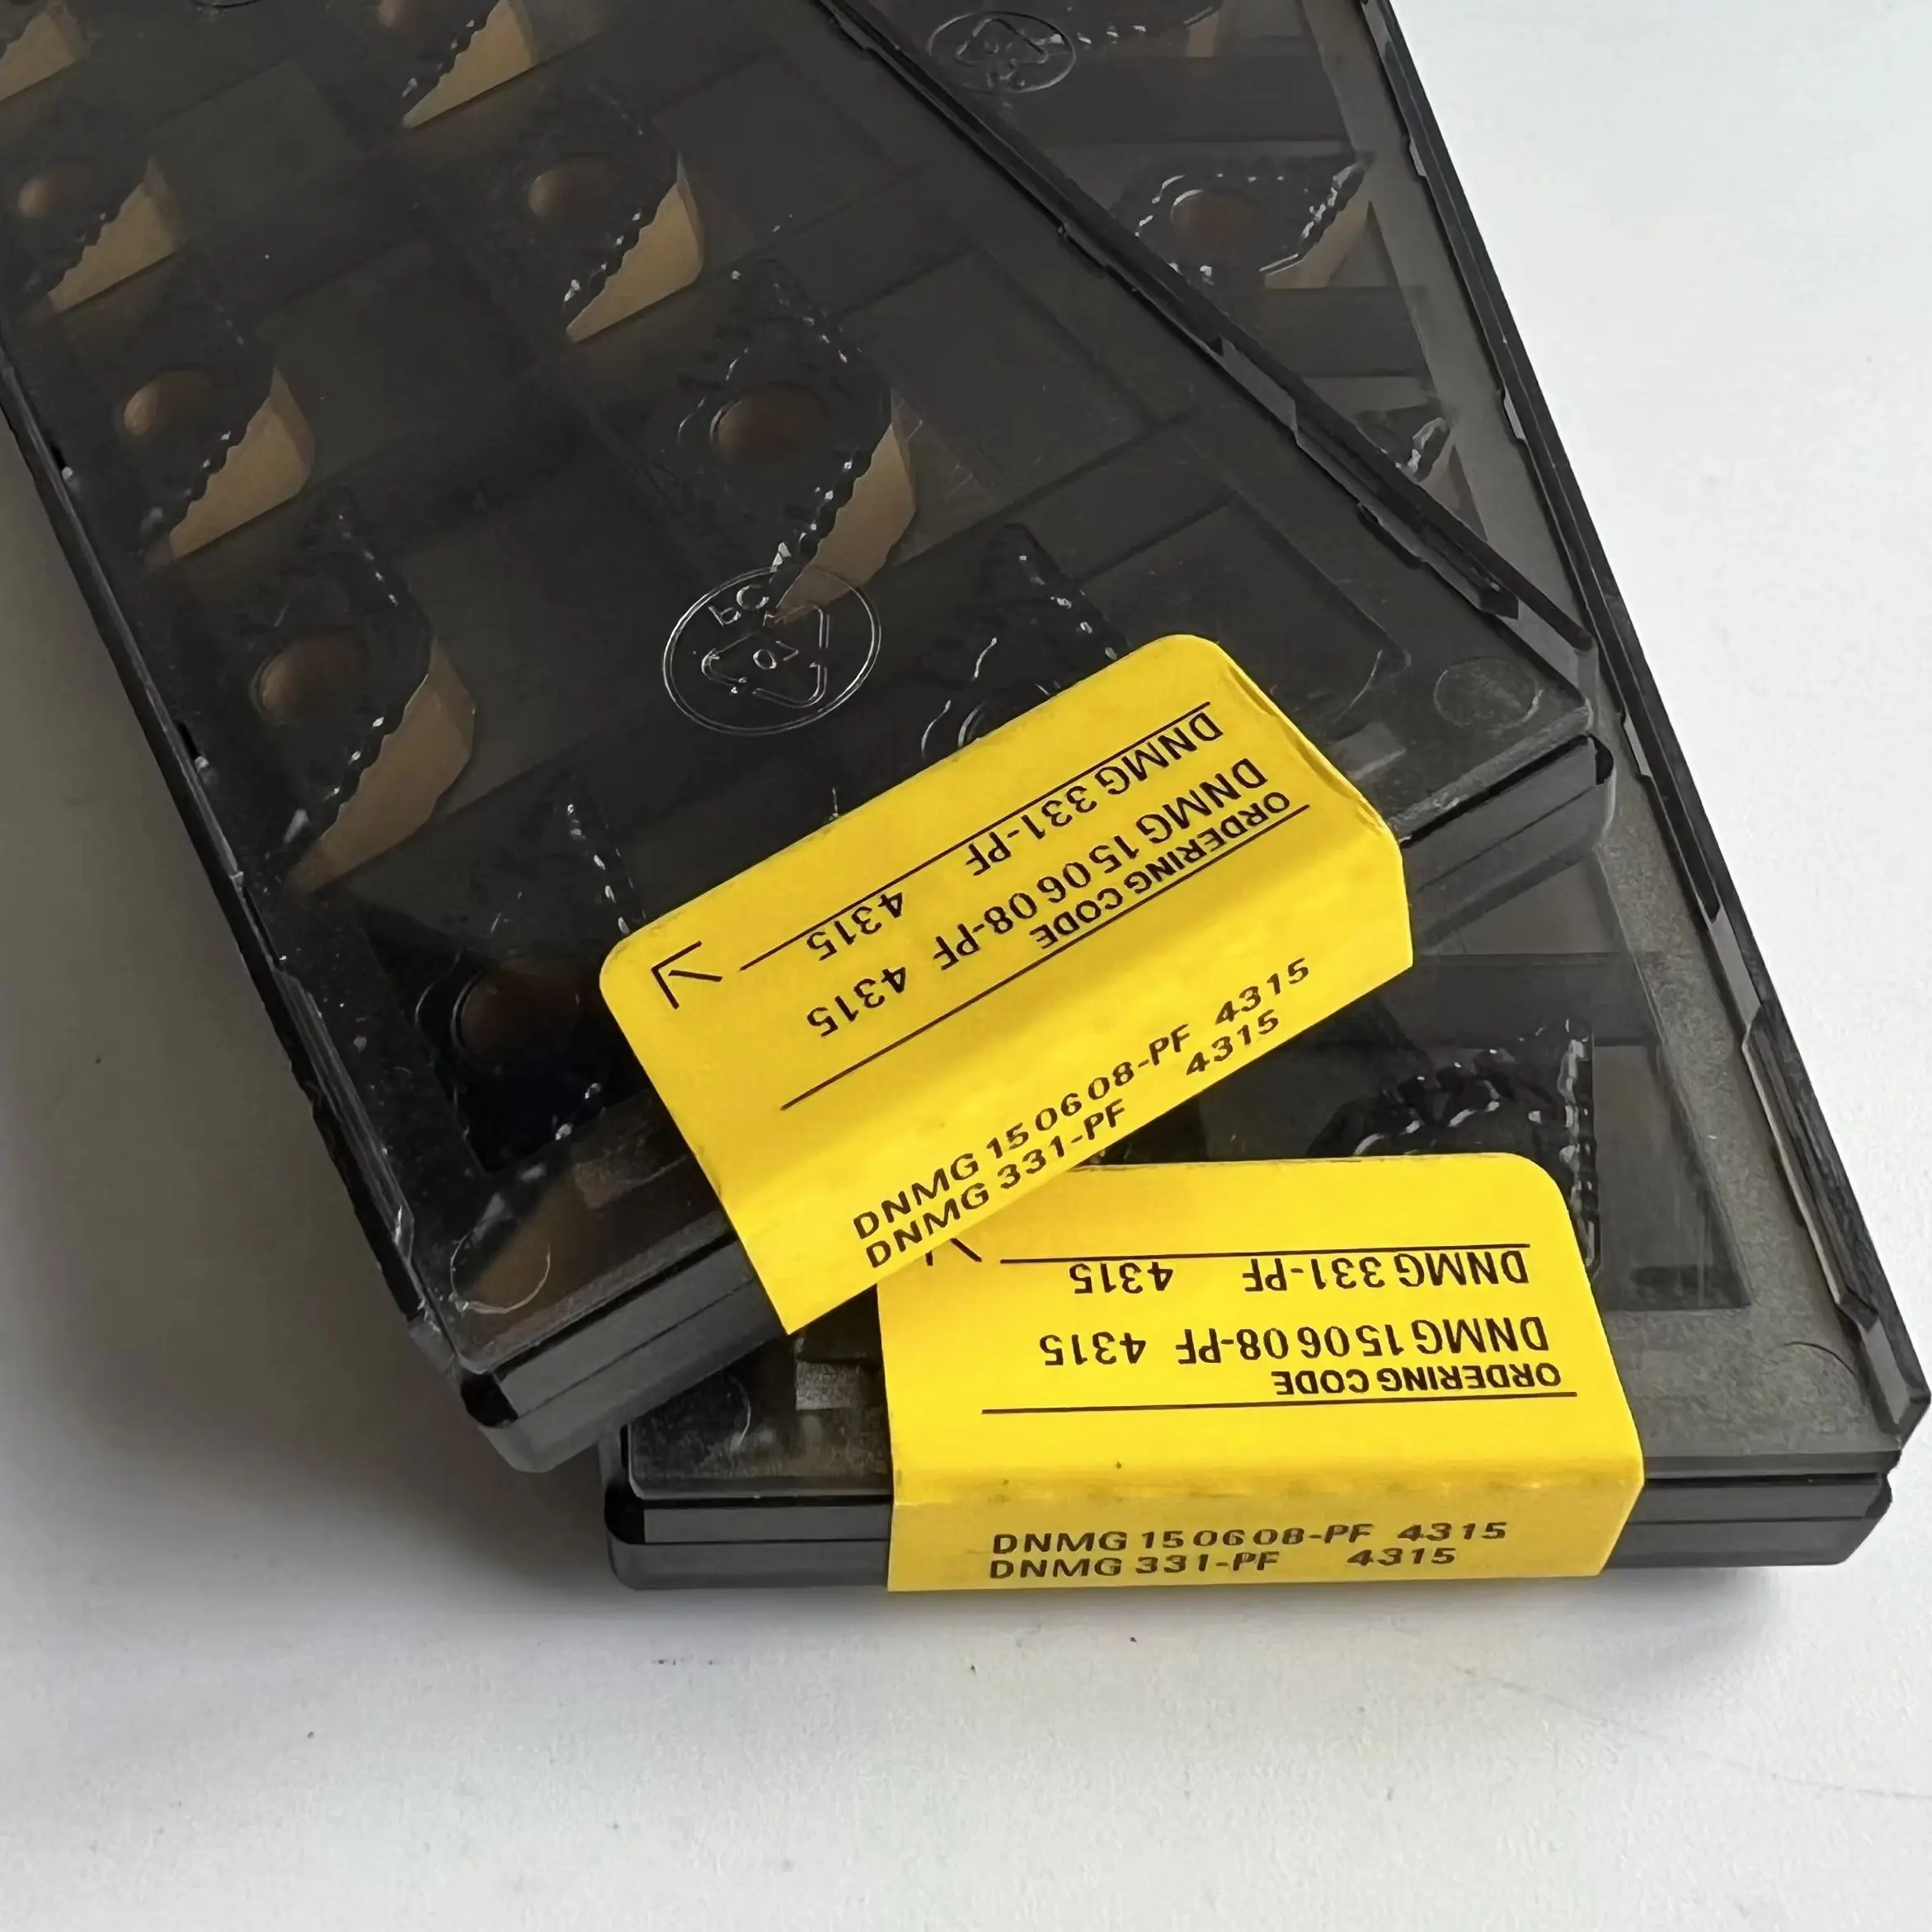 PC
ORDERING CODE
DNMG 15 06 08-PF 4315
DNMG 331-PF 4315
DNMG 150608-PF 4315
DNMG 331-PF 4315
ORDERING CODE
DNMG 15 06 08-PF 4315
DNMG 331-PF 4315
DNMG 150608-PF 4315
DNMG 331-PF 4315